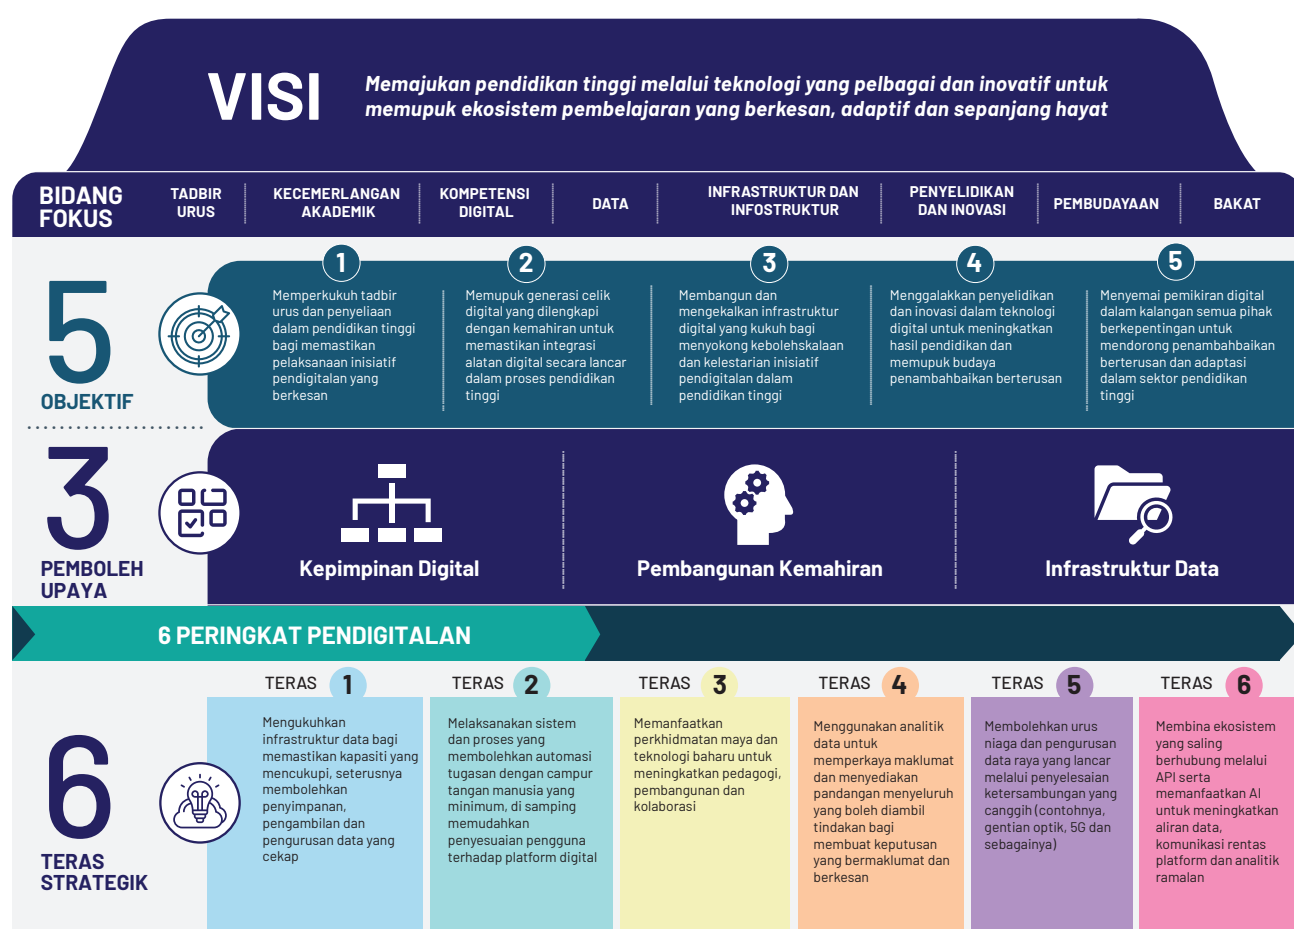 VISI
Memajukan pendidikan tinggi melalui teknologi yang pelbagai dan inovatif untuk
memupuk ekosistem pembelajaran yang berkesan, adaptif dan sepanjang hayat
BIDANG
FOKUS
TADBIR
URUS
KECEMERLANGAN
AKADEMIK
KOMPETENSI
DIGITAL
DATA
INFRASTRUKTUR DAN
INFOSTRUKTUR
PENYELIDIKAN
DAN INOVASI
PEMBUDAYAAN
BAKAT
5
OBJEKTIF
1
Memperkukuh tadbir
urus dan penyeliaan
dalam pendidikan tinggi
bagi memastikan
pelaksanaan inisiatif
pendigitalan yang
berkesan
2
Memupuk generasi celik
digital yang dilengkapi
dengan kemahiran untuk
memastikan integrasi
alatan digital secara lancar
dalam proses pendidikan
tinggi
3
Membangun dan
mengekalkan infrastruktur
digital yang kukuh bagi
menyokong kebolehskalaan
dan kelestarian inisiatif
pendigitalan dalam
pendidikan tinggi
4
Menggalakkan penyelidikan
dan inovasi dalam teknologi
digital untuk meningkatkan
hasil pendidikan dan
memupuk budaya
penambahbaikan berterusan
5
Menyemai pemikiran digital
dalam kalangan semua pihak
berkepentingan untuk
mendorong penambahbaikan
berterusan dan adaptasi
dalam sektor pendidikan
tinggi
3
PEMBOLEH
UPAYA
Kepimpinan Digital
Pembangunan Kemahiran
Infrastruktur Data
6 PERINGKAT PENDIGITALAN
6
TERAS
STRATEGIK
TERAS 1
Mengukuhkan
infrastruktur data bagi
memastikan kapasiti yang
mencukupi, seterusnya
membolehkan
penyimpanan,
pengambilan dan
pengurusan data yang
cekap
TERAS 2
Melaksanakan sistem
dan proses yang
membolehkan automasi
tugasan dengan campur
tangan manusia yang
minimum, di samping
memudahkan
penyesuaian pengguna
terhadap platform digital
TERAS 3
Memanfaatkan
perkhidmatan maya dan
teknologi baharu untuk
meningkatkan pedagogi,
pembangunan dan
kolaborasi
TERAS 4
Menggunakan analitik
data untuk
memperkaya maklumat
dan menyediakan
pandangan menyeluruh
yang boleh diambil
tindakan bagi
membuat keputusan
yang bermaklumat dan
berkesan
TERAS 5
Membolehkan urus
niaga dan pengurusan
data raya yang lancar
melalui penyelesaian
ketersambungan yang
canggih (contohnya,
gentian optik, 5G dan
sebagainya)
TERAS 6
Membina ekosistem
yang saling
berhubung melalui
API serta
memanfaatkan AI
untuk meningkatkan
aliran data,
komunikasi rentas
platform dan analitik
ramalan